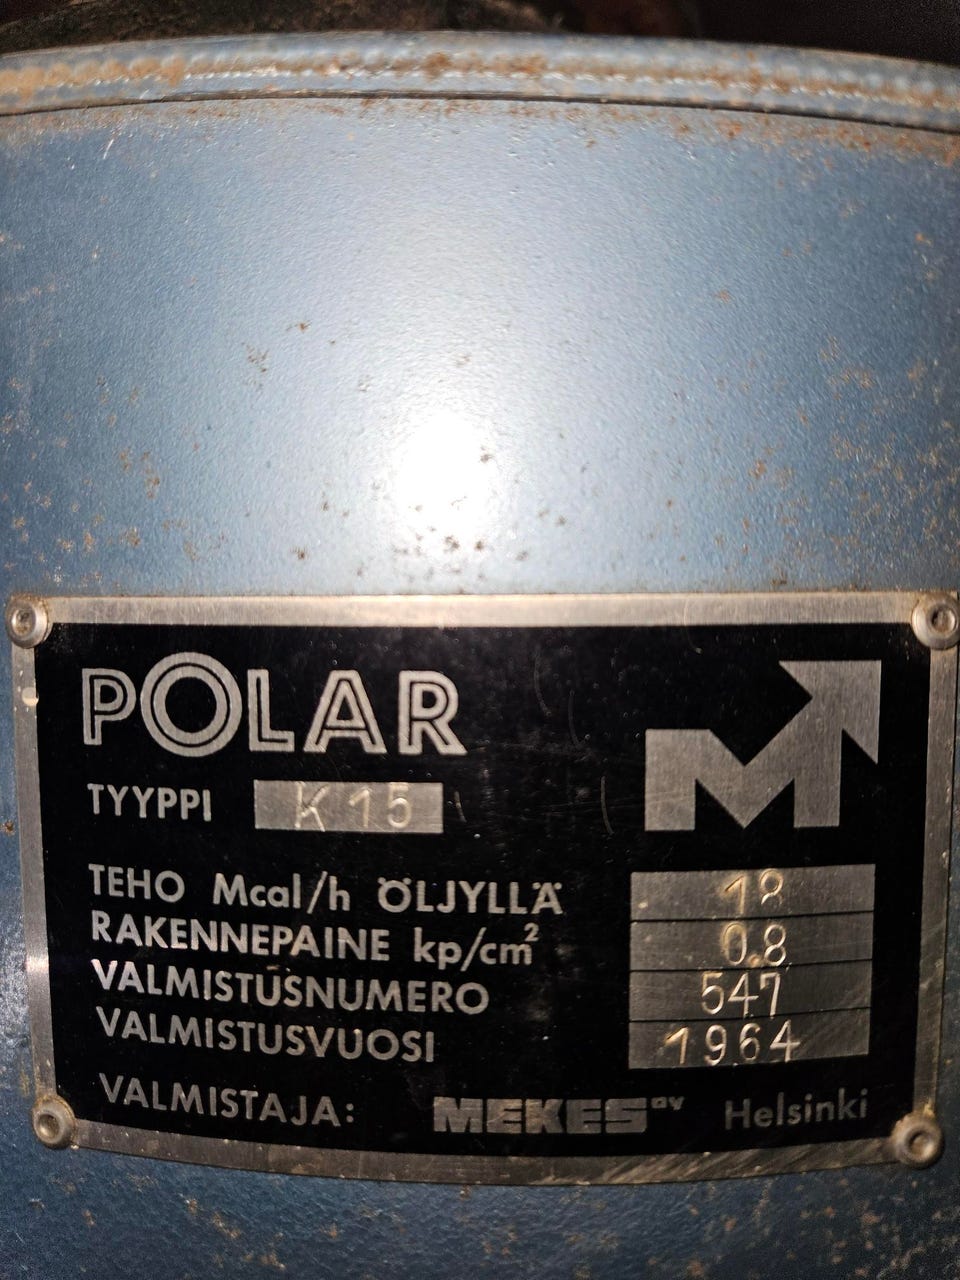 POLAR
TYYPPI K 15
TEHO Mcal/h ÖLJYLLÄ 18
RAKENNEPAINE kp/cm² 0.8
VALMISTUSNUMERO 547
VALMISTUSVUOSI 1964
VALMISTAJA: MEKES OY Helsinki